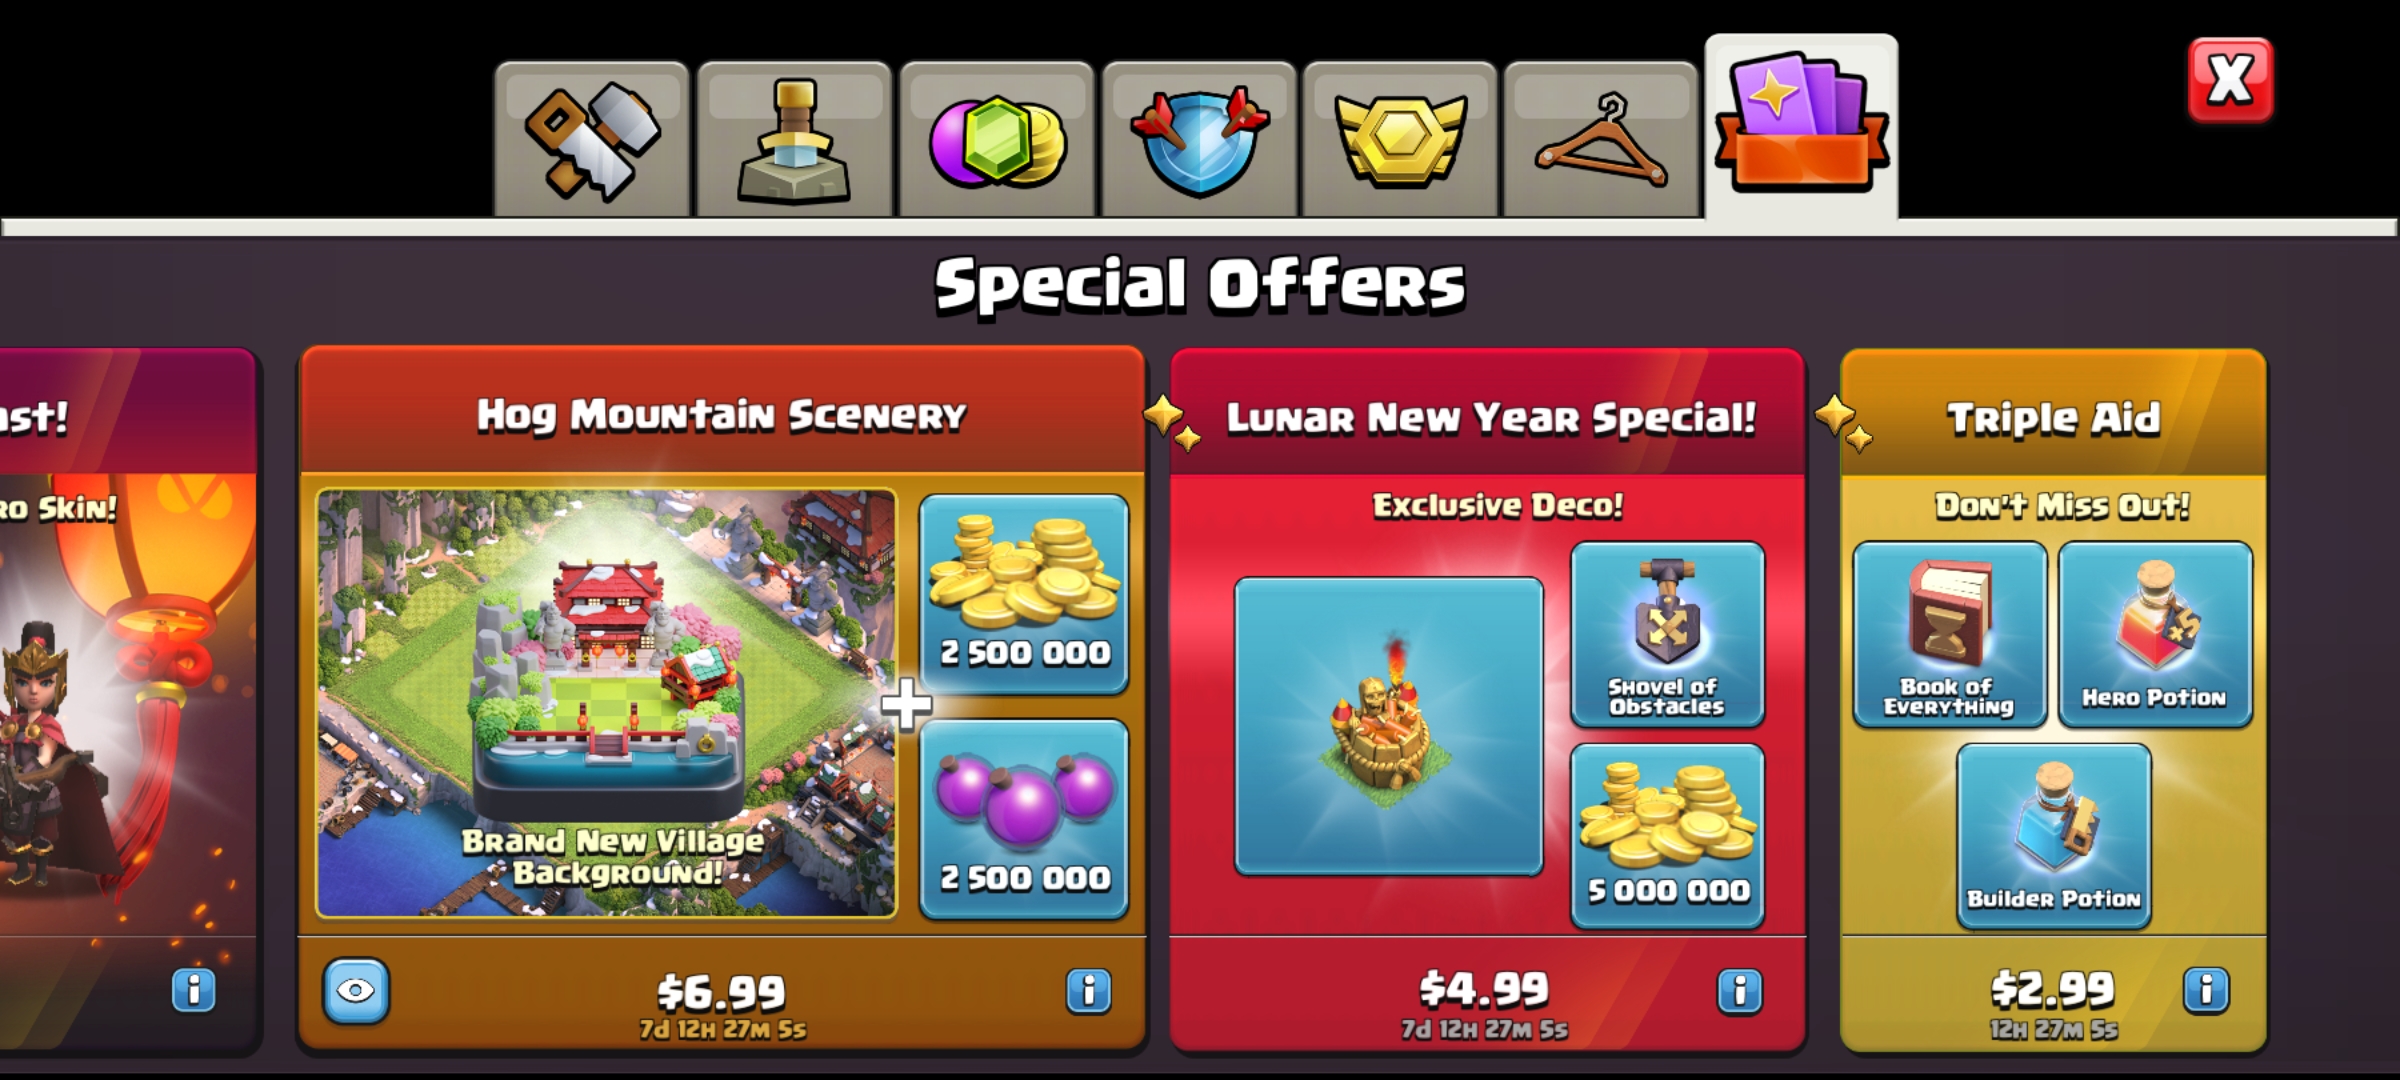 Special Offers
ast!
ro Skin!
Hog Mountain Scenery
Brand New Village
Background!
2 500 000
2 500 000
$6.99
7d 12h 27m 5s
Lunar New Year Special!
Exclusive Deco!
Shovel of
Obstacles
5 000 000
$4.99
7d 12h 27m 5s
Triple Aid
Don't Miss Out!
Book of
Everything
x5
Hero Potion
Builder Potion
$2.99
12h 27m 5s